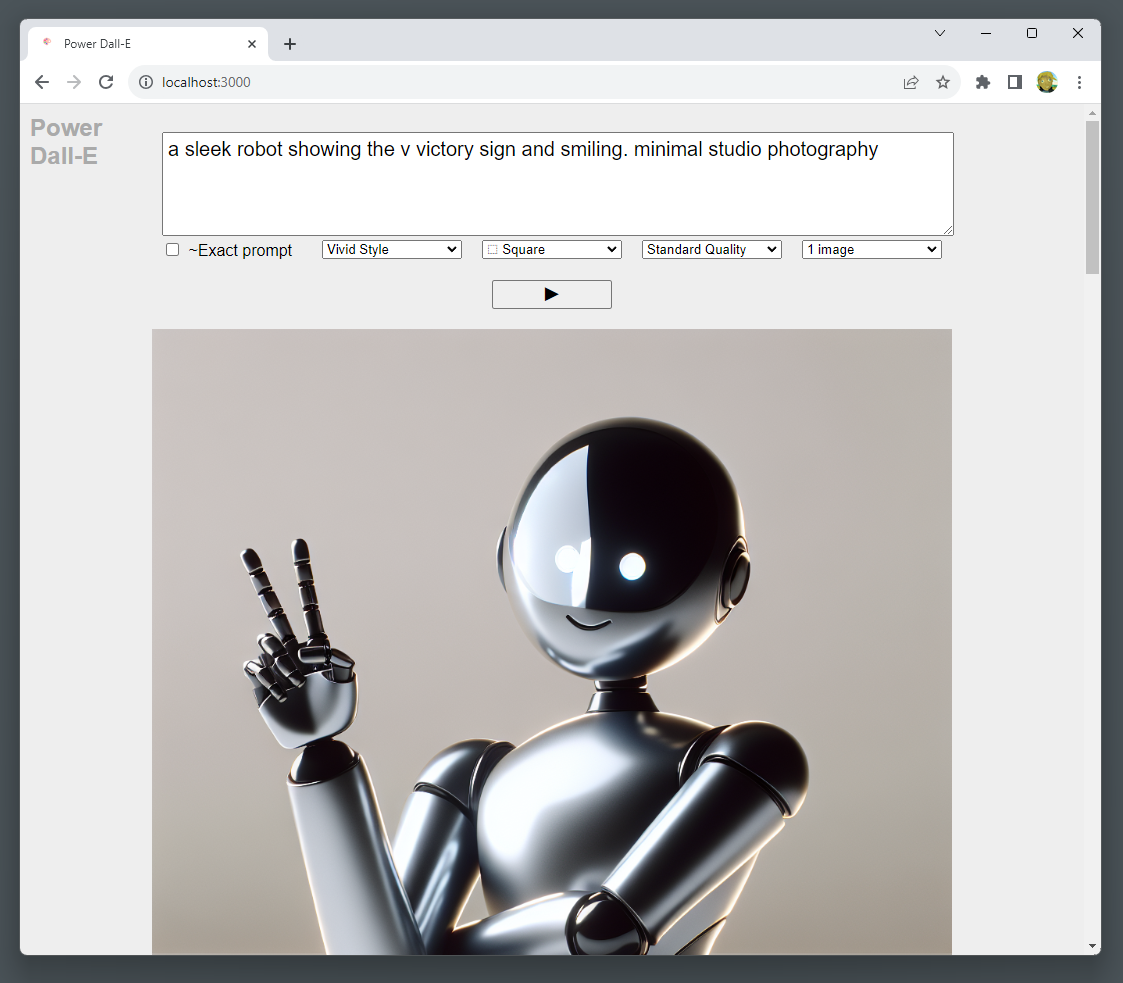 Power Dall-E
localhost:3000
Power
Dall-E
a sleek robot showing the v victory sign and smiling. minimal studio photography
~Exact prompt
Vivid Style
Square
Standard Quality
1 image